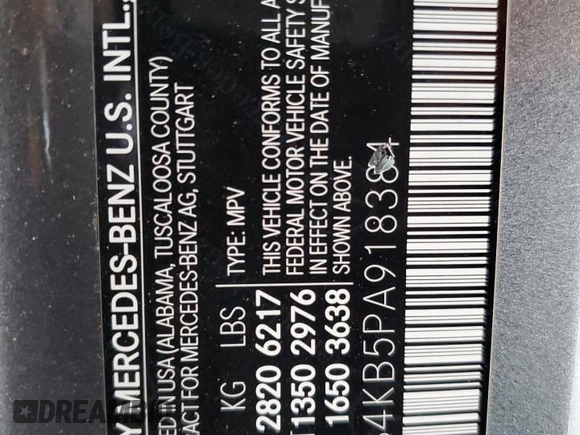 MERCEDES-BENZ U.S. INTL.,
ED IN USA (ALABAMA, TUSCALOOSA COUNTY)
ACT FOR MERCEDES-BENZ AG, STUTTGART
KG LBS TYPE: MPV
2820 6217 THIS VEHICLE CONFORMS TO ALL A
1350 2976 FEDERAL MOTOR VEHICLE SAFETY S
1650 3638 IN EFFECT ON THE DATE OF MANUF
SHOWN ABOVE.
4KB5PA918384
DREAMBID